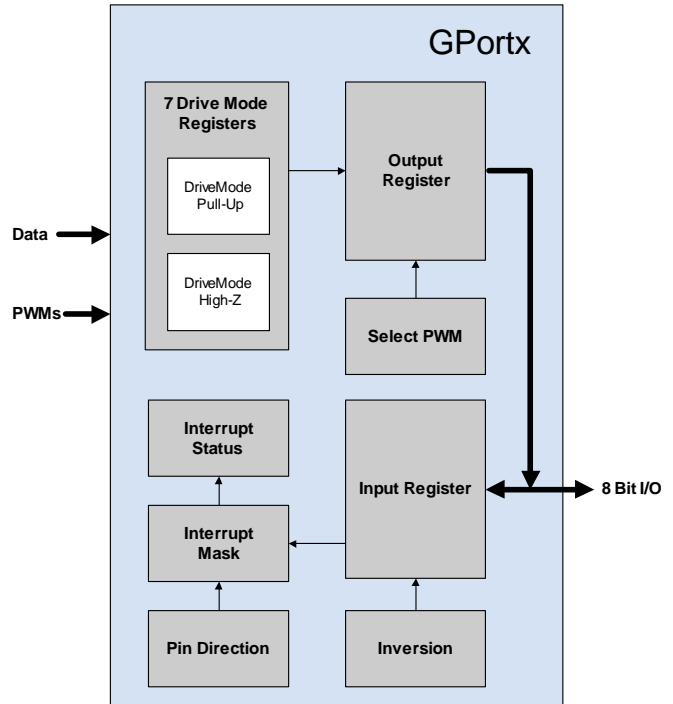 GPortx
7 Drive Mode
Registers
DriveMode
Pull-Up
DriveMode
High-Z
Output
Register
Data
PWMs
Select PWM
Interrupt
Status
Input Register
8 Bit I/O
Interrupt
Mask
Pin Direction
Inversion